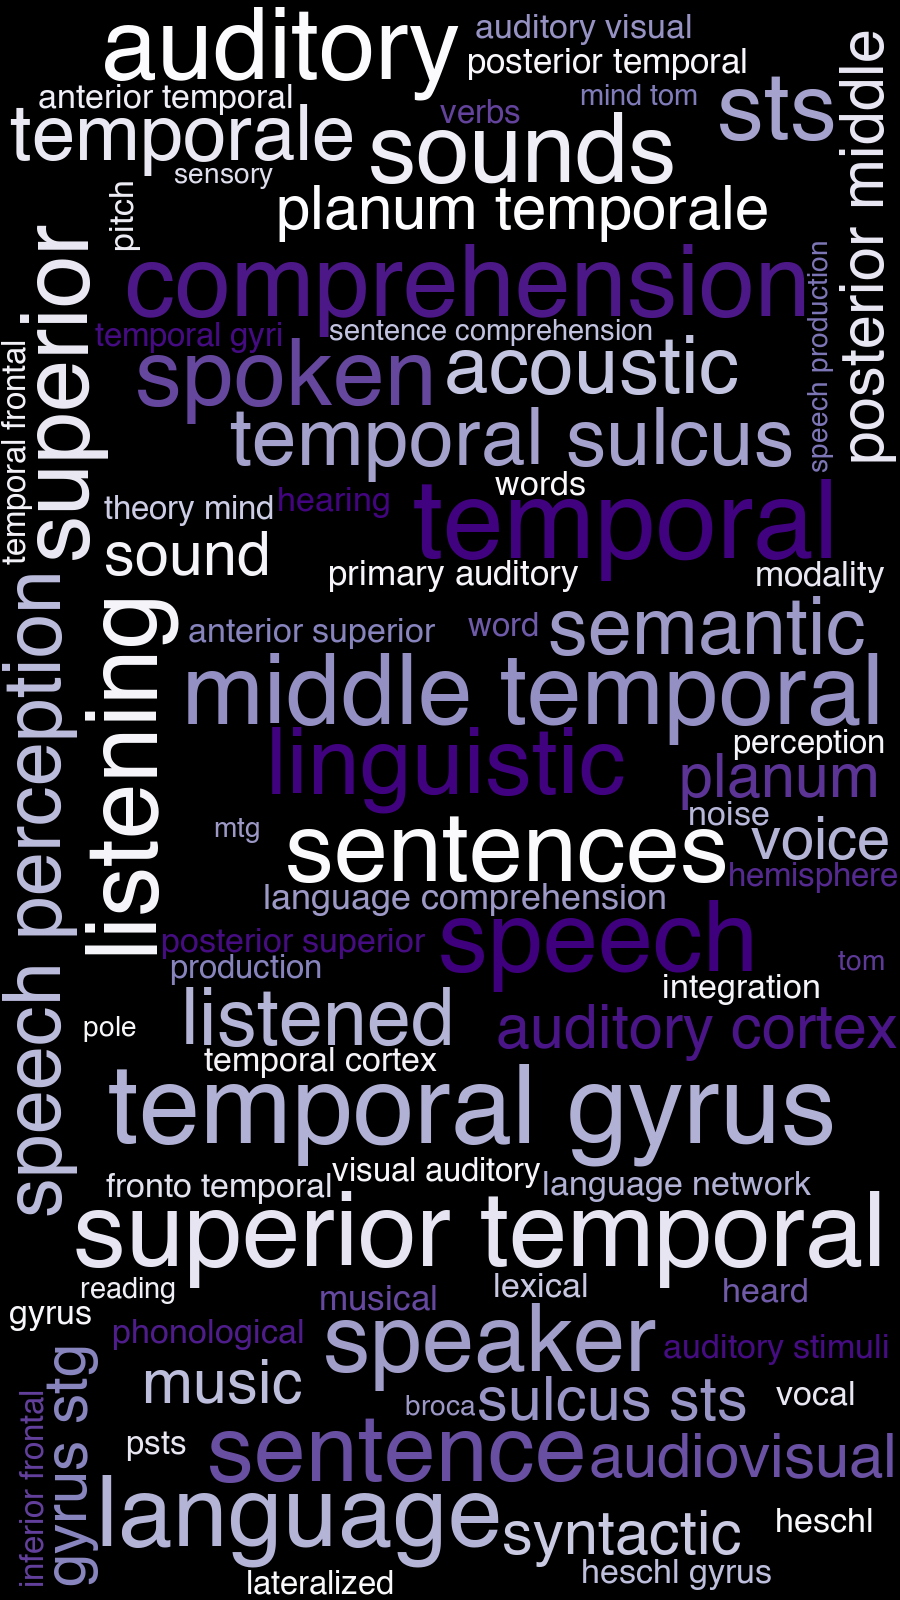 auditory
auditory visual
posterior temporal
anterior temporal
verbs
mind tom
sts
posterior middle
temporale
sounds
sensory
pitch
planum temporale
superior
comprehension
speech production
temporal gyri
sentence comprehension
temporal frontal
spoken
acoustic
temporal sulcus
words
theory mind
hearing
temporal
sound
primary auditory
modality
speech perception
listening
anterior superior
word
semantic
middle temporal
linguistic
perception
planum
noise
mtg
sentences
voice
hemisphere
language comprehension
speech
posterior superior
production
tom
integration
listened
pole
auditory cortex
temporal cortex
temporal gyrus
visual auditory
fronto temporal
language network
superior temporal
reading
musical
lexical
heard
gyrus
phonological
speaker
auditory stimuli
gyrus stg
music
sulcus sts
vocal
inferior frontal
broca
psts
sentence
audiovisual
language
syntactic
heschl
heschl gyrus
lateralized